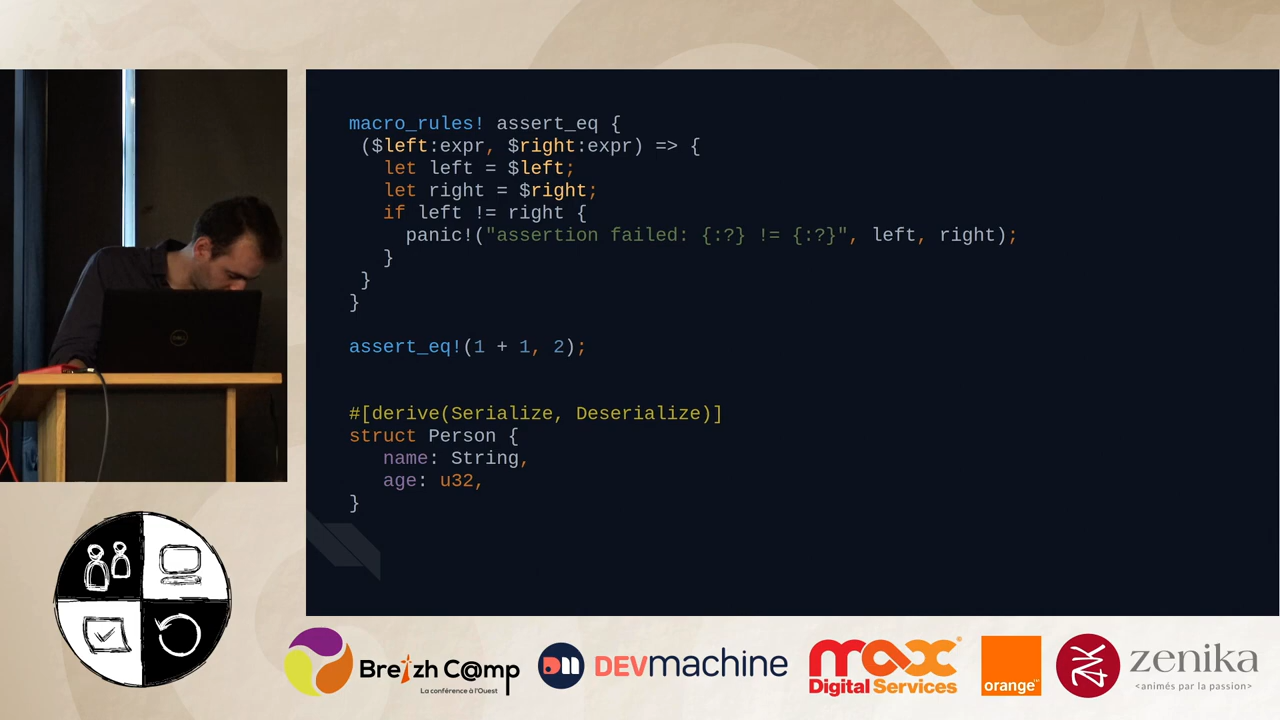 macro_rules! assert_eq {
($left:expr, $right:expr) => {
let left = $left;
let right = $right;
if left != right {
panic!("assertion failed: {:?} != {:?}", left, right);
}
}
}
assert_eq!(1 + 1, 2);
#[derive(Serialize, Deserialize)]
struct Person {
name: String,
age: u32,
}
Breizh C@mp
La conférence à l'Ouest
DEVmachine
max
Digital Services
orange™
zenika
<animés par la passion>